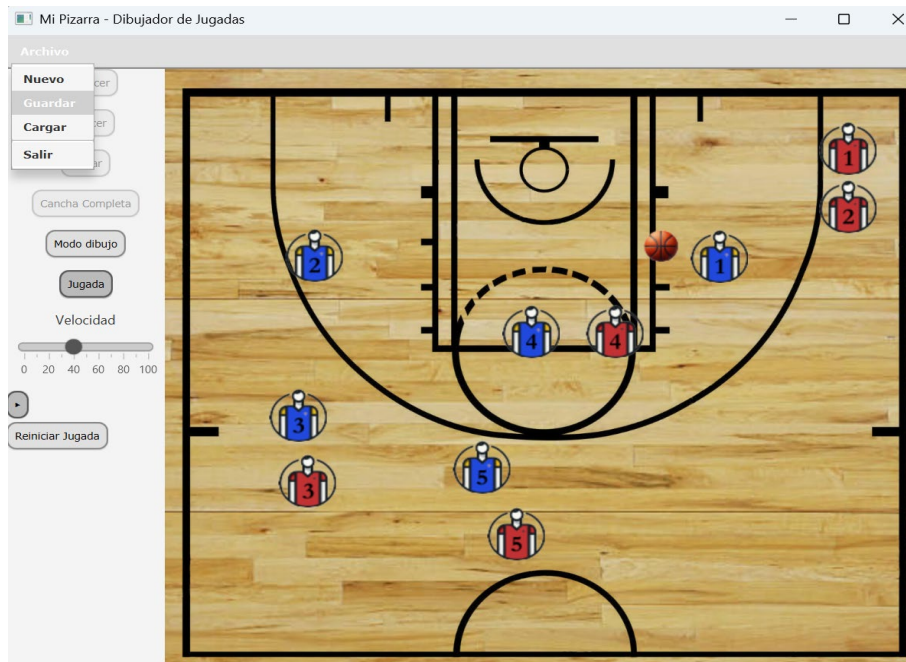 Mi Pizarra - Dibujador de Jugadas
Archivo
Nuevo
Guardar
Cargar
Salir
Cancha Completa
Modo dibujo
Jugada
Velocidad
0 20 40 60 80 100
Reiniciar Jugada
1
2
2
1
4
4
3
5
3
5